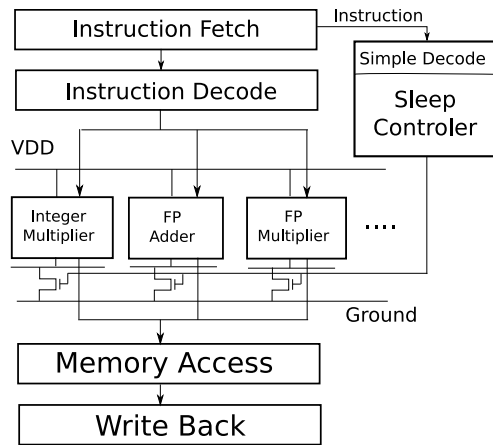 Instruction Fetch
Instruction
Simple Decode
Sleep
Controler
Instruction Decode
VDD
Integer
Multiplier
FP
Adder
FP
Multiplier
....
Ground
Memory Access
Write Back